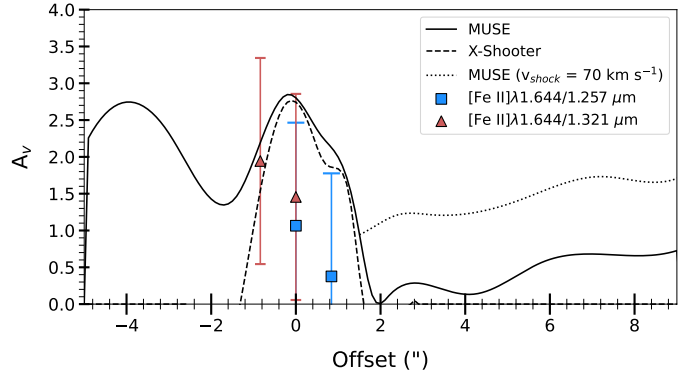 4.0
3.5
3.0
2.5
2.0
1.5
1.0
0.5
0.0
A_v
−4
−2
0
2
4
6
8
Offset (")
MUSE
X-Shooter
MUSE (v_shock = 70 km s⁻¹)
[Fe II]λ1.644/1.257 μm
[Fe II]λ1.644/1.321 μm